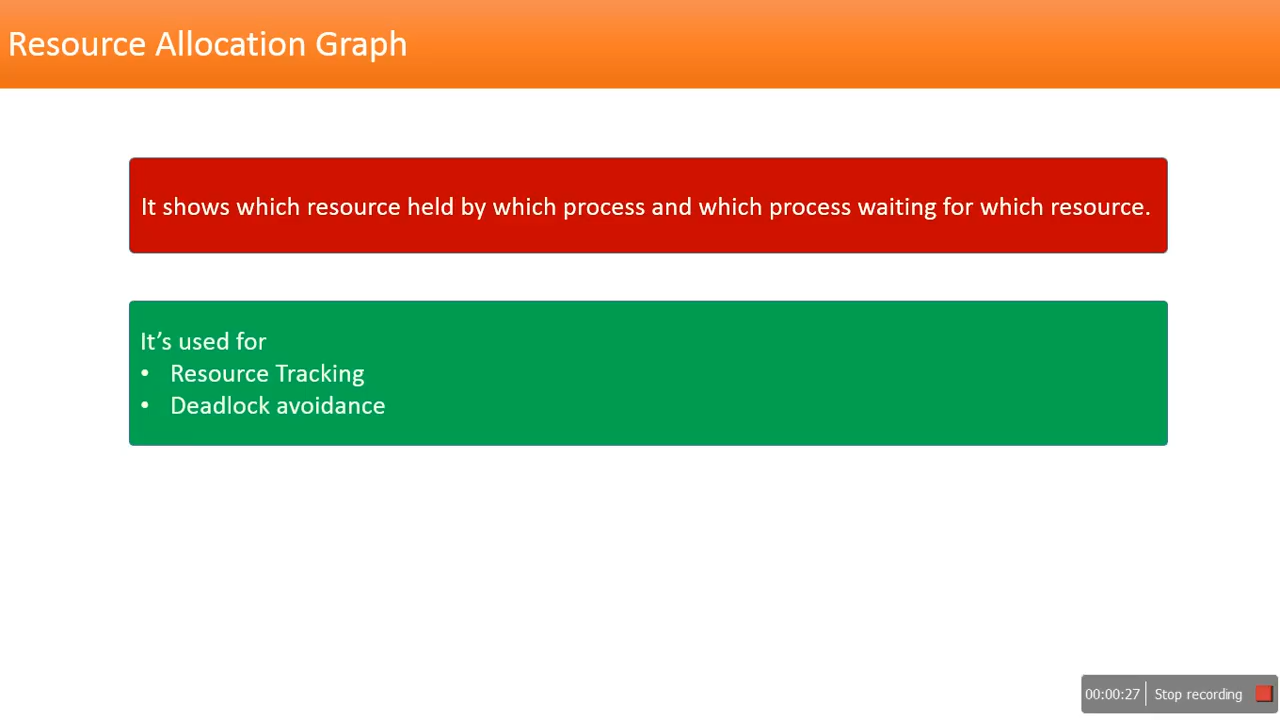 Resource Allocation Graph
It shows which resource held by which process and which process waiting for which resource.
It’s used for
• Resource Tracking
• Deadlock avoidance
00:00:27 Stop recording